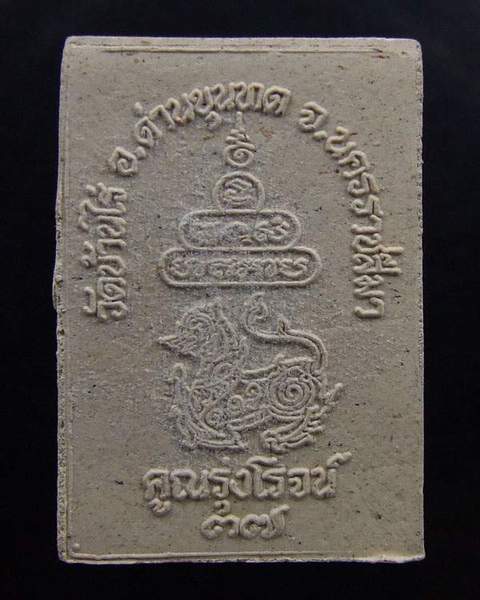 วัดบ้านไร่ อ.ด่านขุนทด จ.นครราชสีมา
คูณรุ่งโรจน์
๓๗